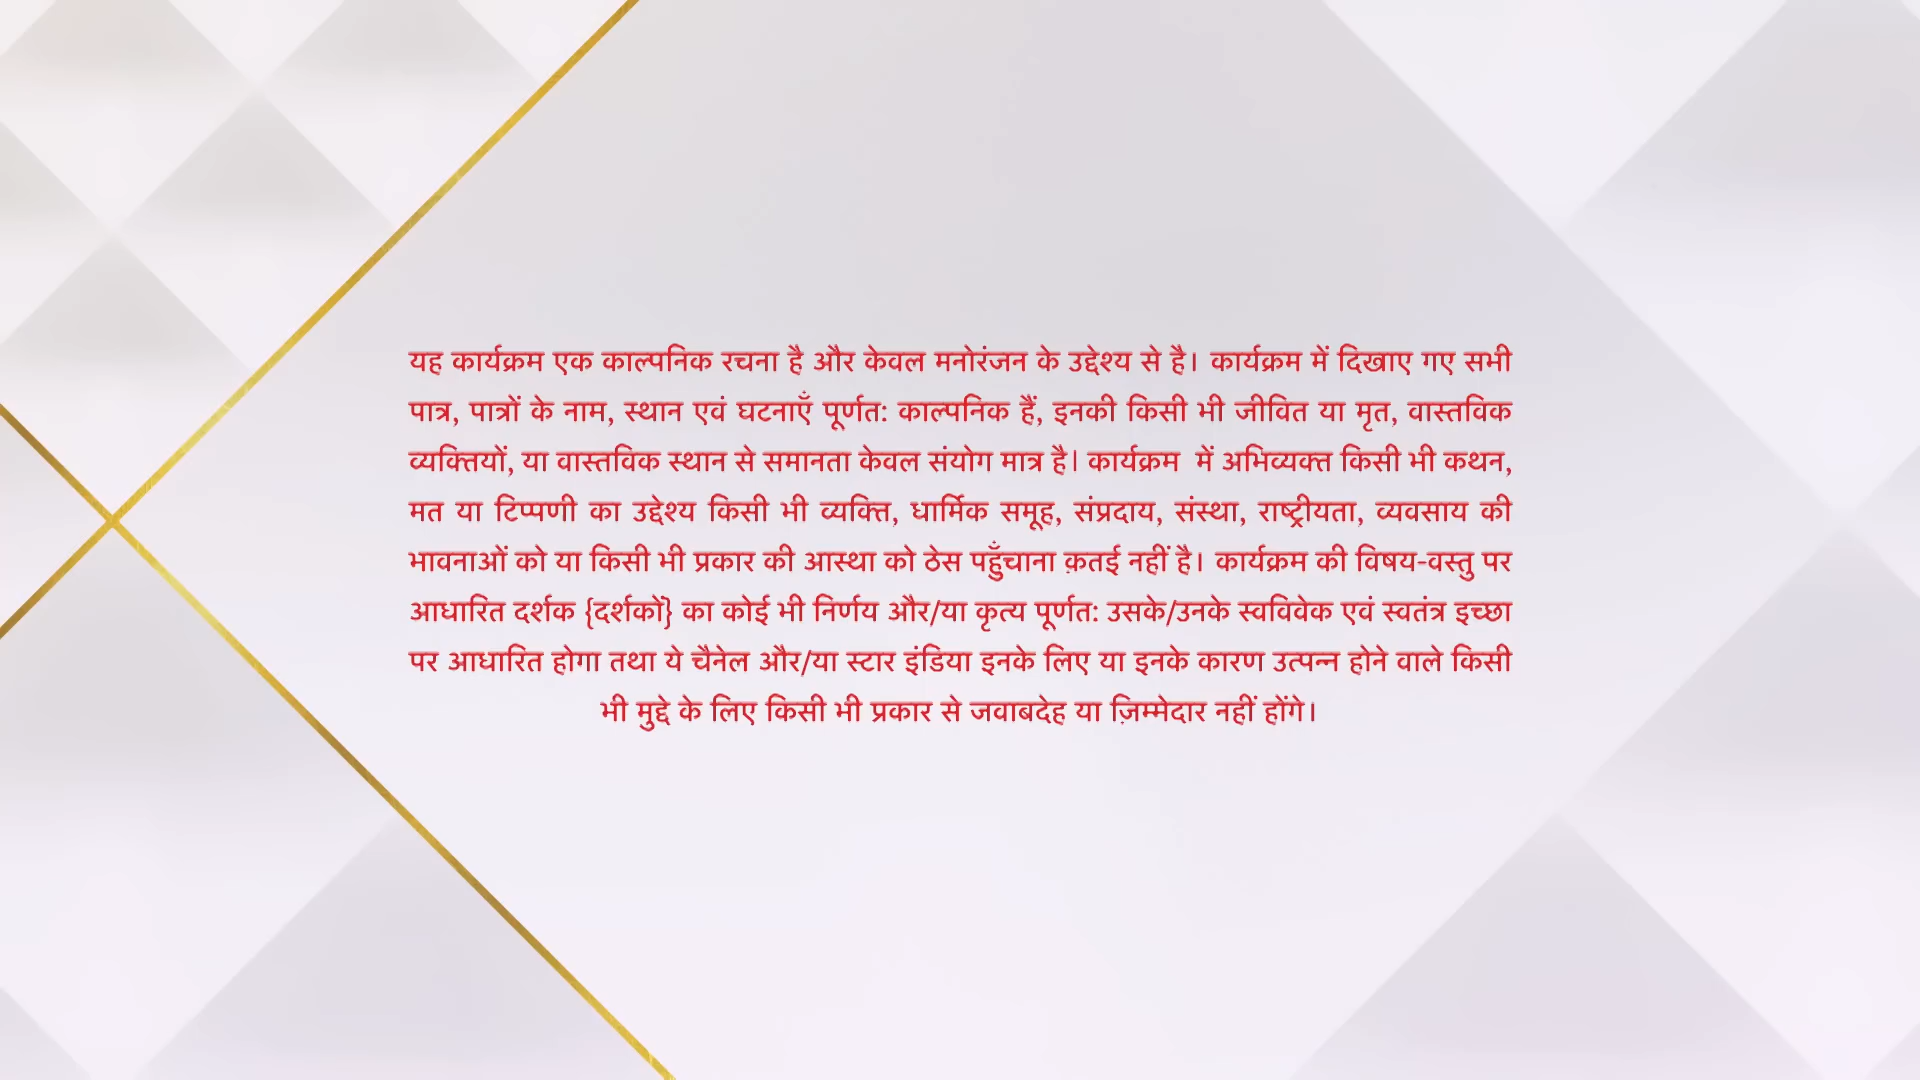 यह कार्यक्रम एक काल्पनिक रचना है और केवल मनोरंजन के उद्देश्य से है। कार्यक्रम में दिखाए गए सभी
पात्र, पात्रों के नाम, स्थान एवं घटनाएँ पूर्णत: काल्पनिक हैं, इनकी किसी भी जीवित या मृत, वास्तविक
व्यक्तियों, या वास्तविक स्थान से समानता केवल संयोग मात्र है। कार्यक्रम में अभिव्यक्त किसी भी कथन,
मत या टिप्पणी का उद्देश्य किसी भी व्यक्ति, धार्मिक समूह, संप्रदाय, संस्था, राष्ट्रीयता, व्यवसाय की
भावनाओं को या किसी भी प्रकार की आस्था को ठेस पहुँचाना क़तई नहीं है। कार्यक्रम की विषय-वस्तु पर
आधारित दर्शक {दर्शकों} का कोई भी निर्णय और/या कृत्य पूर्णत: उसके/उनके स्वविवेक एवं स्वतंत्र इच्छा
पर आधारित होगा तथा ये चैनेल और/या स्टार इंडिया इनके लिए या इनके कारण उत्पन्न होने वाले किसी
भी मुद्दे के लिए किसी भी प्रकार से जवाबदेह या ज़िम्मेदार नहीं होंगे।